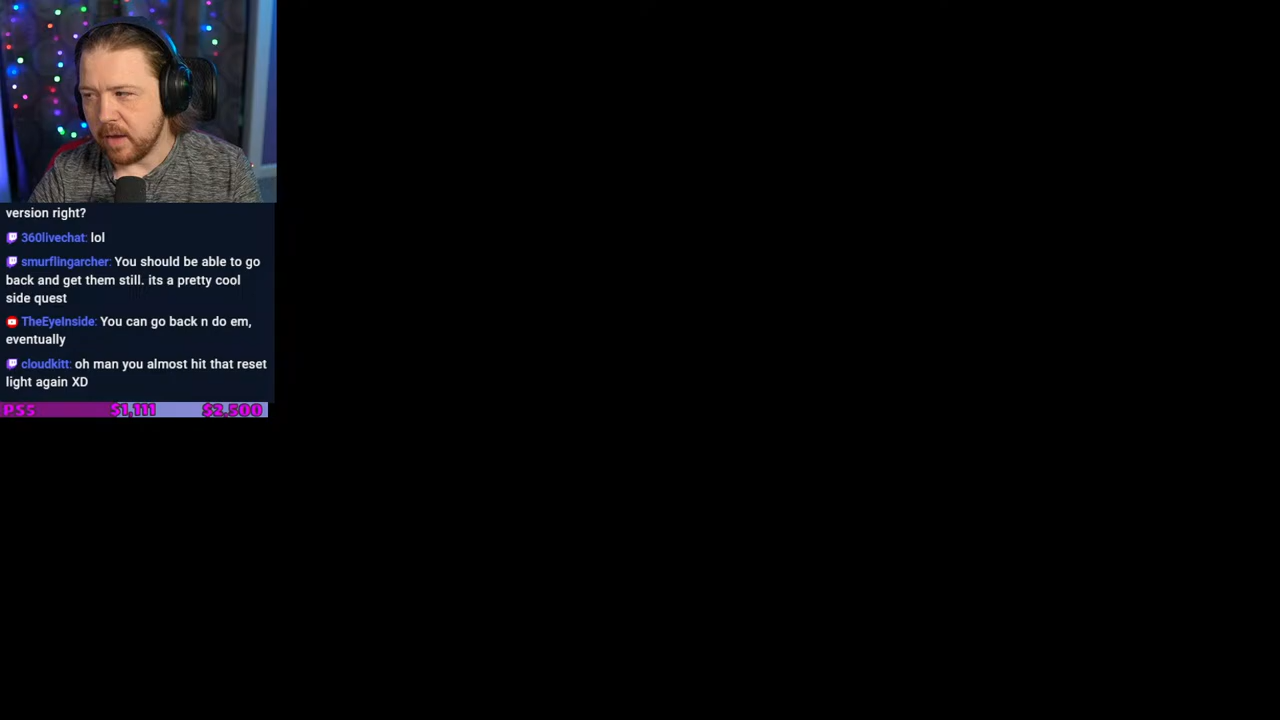 version right?
360livechat: lol
smurflingarcher: You should be able to go
back and get them still. its a pretty cool
side quest
TheEyeInside: You can go back n do em,
eventually
cloudkitt: oh man you almost hit that reset
light again XD
PS5 $1,111 $2,500